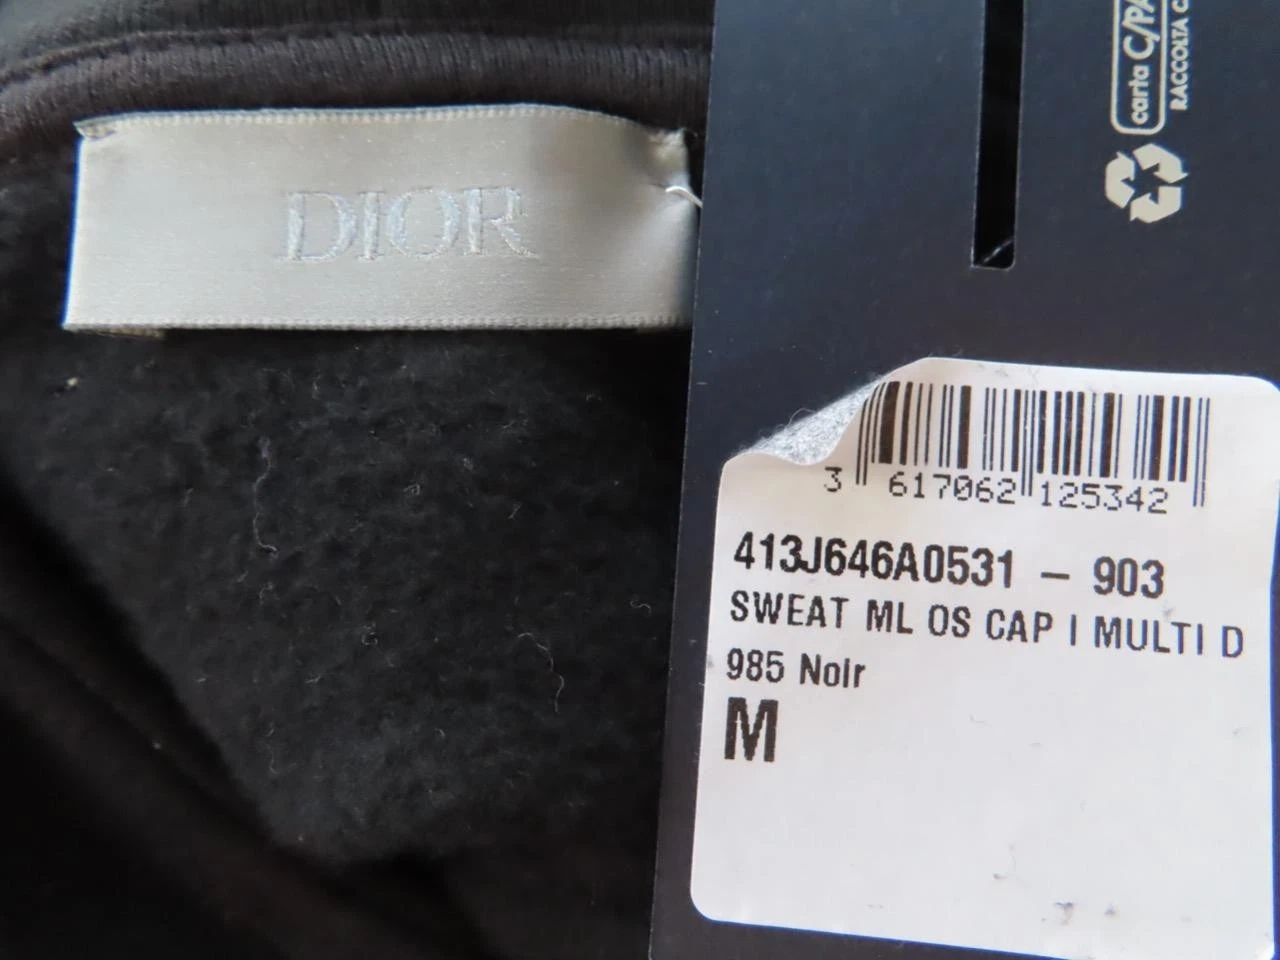 DIOR
carta C/PA
RACCOLTA C
3 617062 125342
413J646A0531 – 903
SWEAT ML OS CAP I MULTI D
985 Noir
M